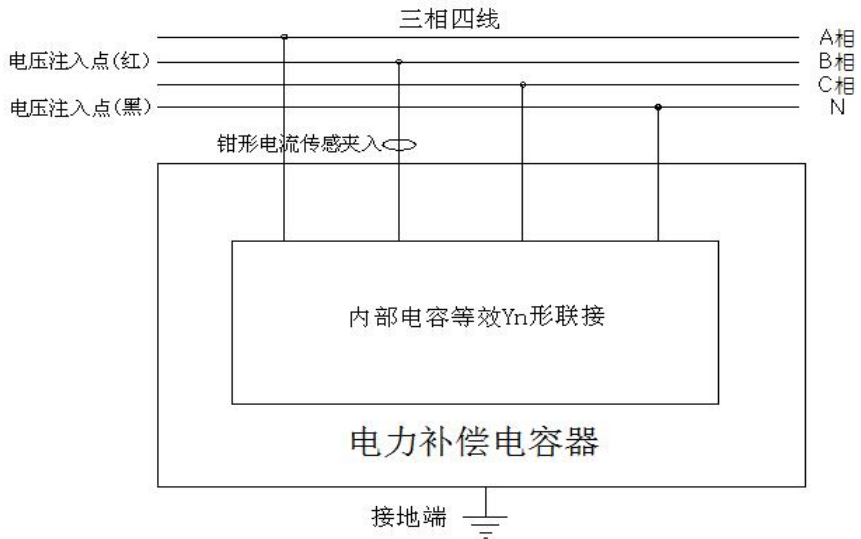 三相四线
A相
电压注入点(红)
B相
C相
电压注入点(黑)
N
钳形电流传感夹入
内部电容等效Yn形联接
电力补偿电容器
接地端